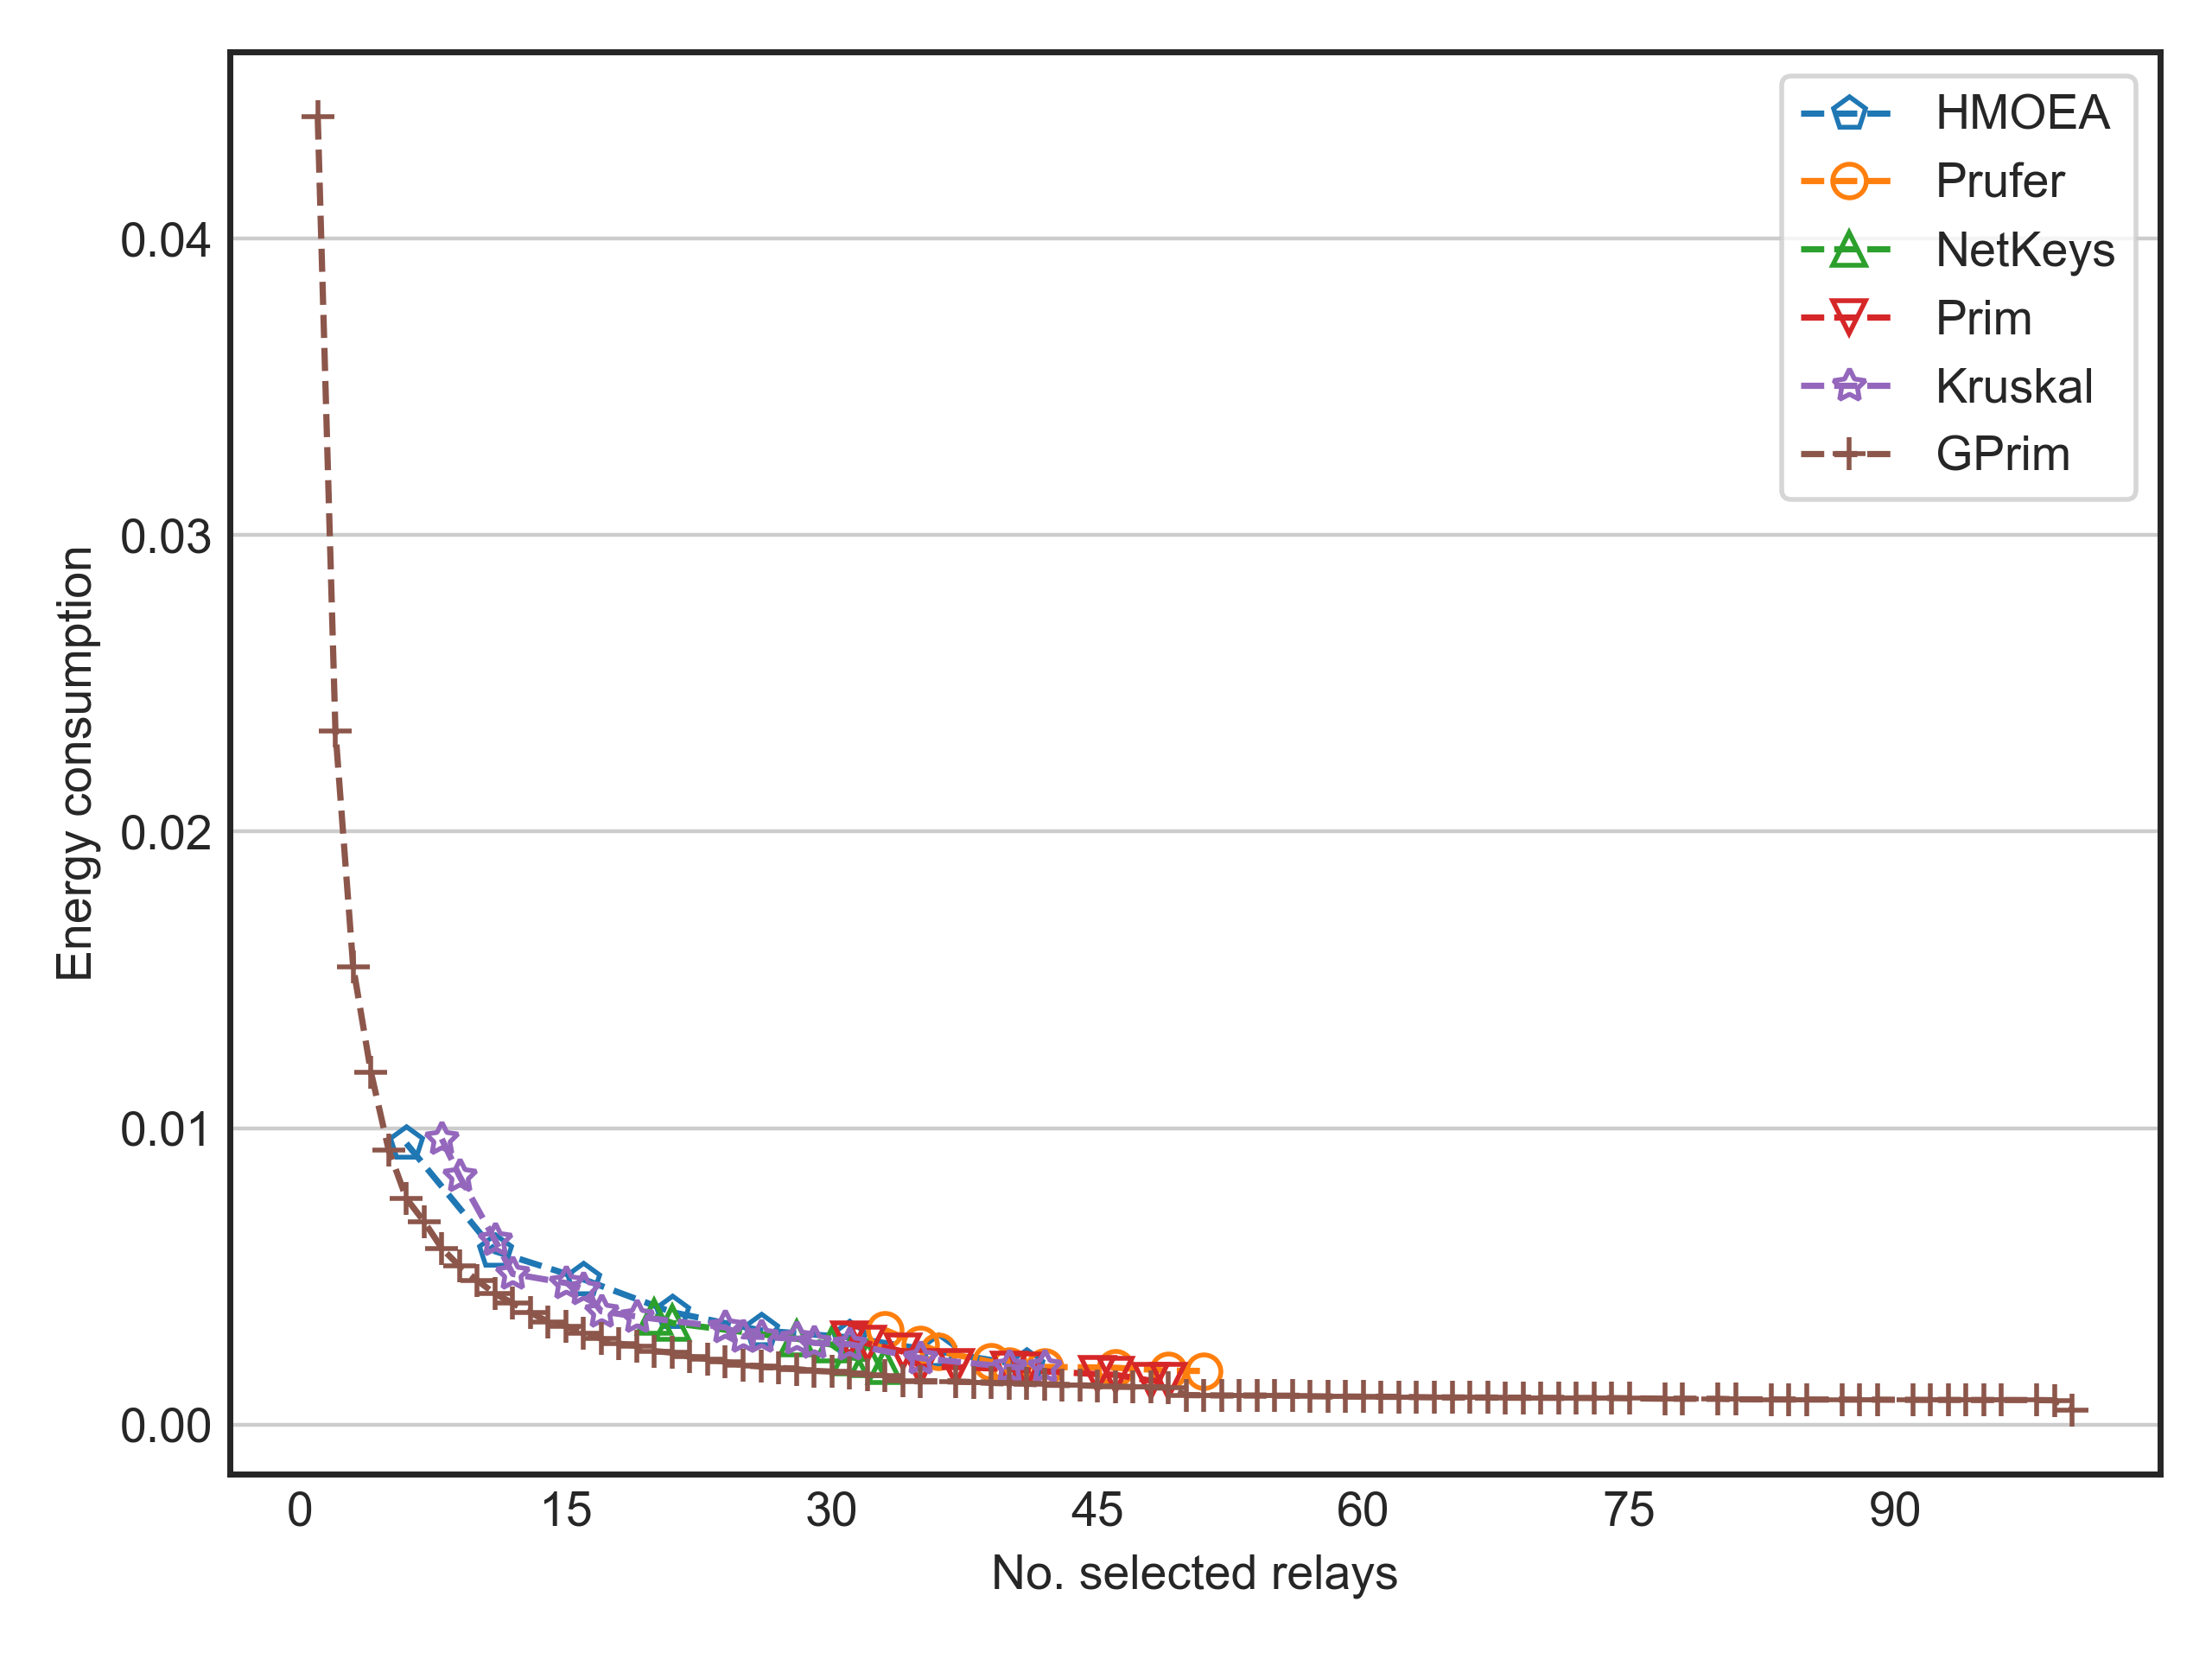 HMOEA
Prufer
NetKeys
Prim
Kruskal
GPrim
0.04
0.03
0.02
0.01
0.00
Energy consumption
0 15 30 45 60 75 90
No. selected relays